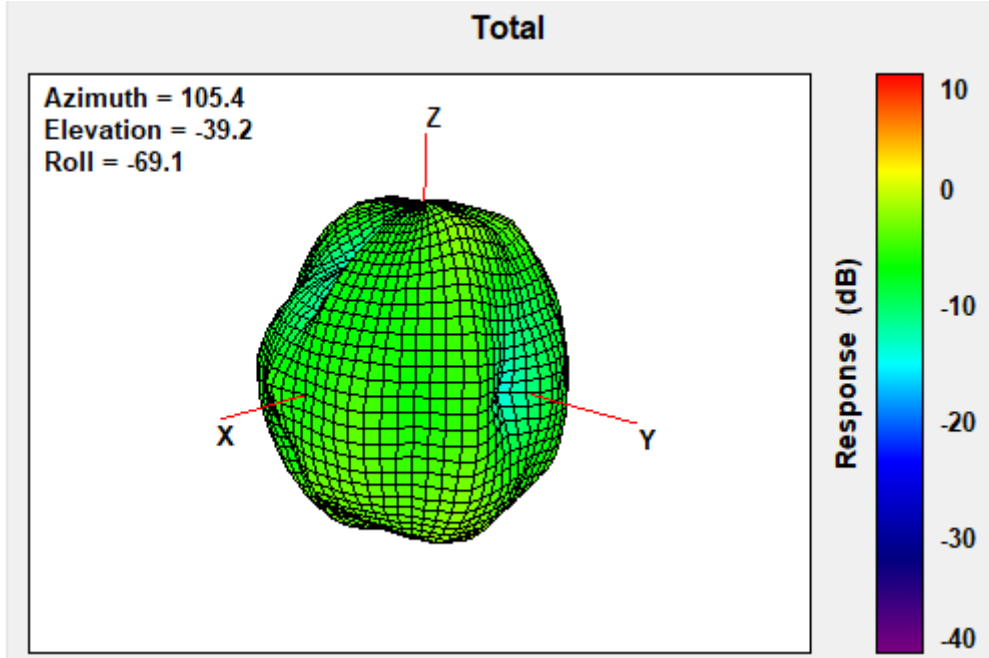 Total
Azimuth = 105.4
Elevation = -39.2
Roll = -69.1
Z
X
Y
10
0
-10
-20
-30
-40
Response (dB)